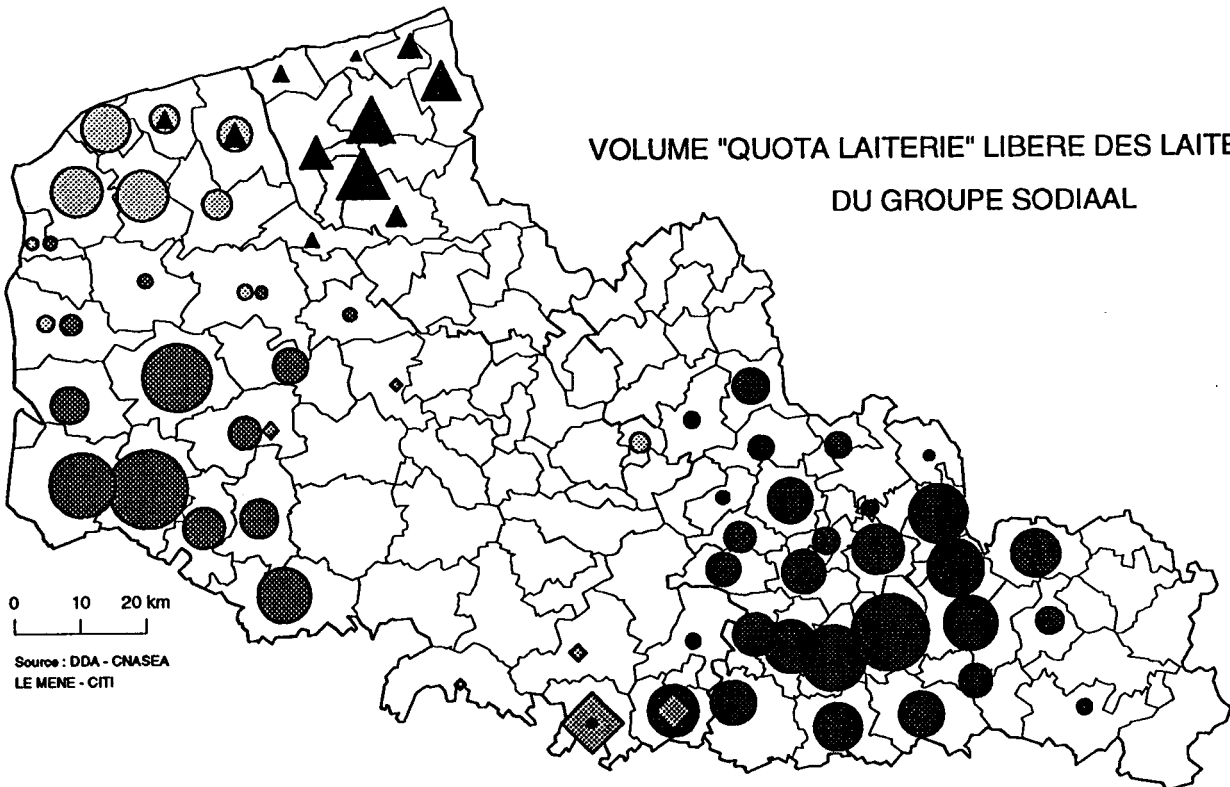 VOLUME "QUOTA LAITERIE" LIBERE DES LAITE
DU GROUPE SODIAAL
0 10 20 km
Source : DDA - CNASEA
LE MENE - CITI